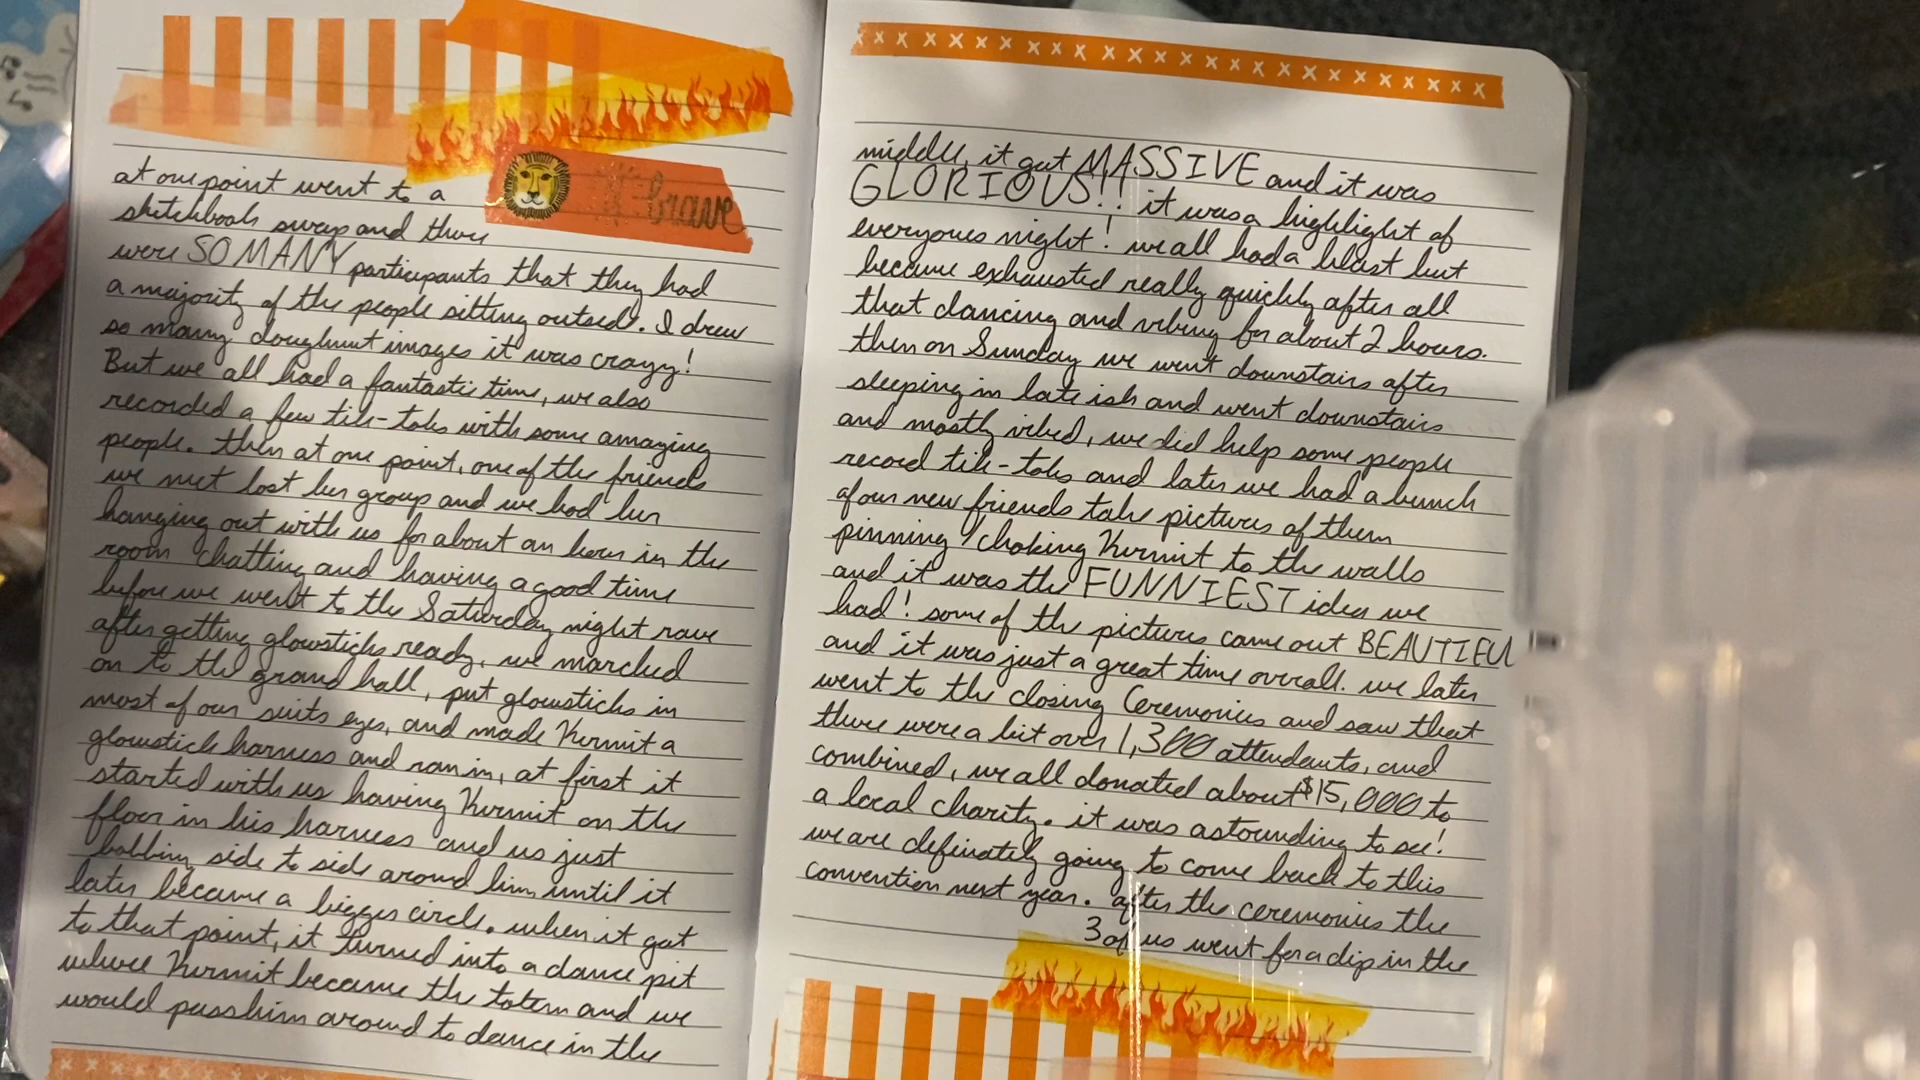 at one point went to a
brave
sketchbook swap and there
were SO MANY participants that they had
a majority of the people sitting outside. I drew
so many doughnut images it was crazy!
But we all had a fantastic time, we also
recorded a few tik-toks with some amazing
people. then at one point, one of the friends
we met lost her group and we had her
hanging out with us for about an hour in the
room chatting and having a good time
before we went to the Saturday night rave
after getting glowsticks ready, we marched
on to the grand hall, put glowsticks in
most of our suits eyes, and made Kermit a
glowstick harness and ran in, at first it
started with us having Kermit on the
floor in his harness and us just
bobbing side to side around him until it
later became a bigger circle. when it got
to that point, it turned into a dance pit
where Kermit became the totem and we
would pass him around to dance in the
middle, it got MASSIVE and it was
GLORIOUS!! it was a highlight of
everyones night! we all had a blast but
became exhausted really quickly after all
that dancing and vibing for about 2 hours.
then on Sunday we went downstairs after
sleeping in late ish and went downstairs
and mostly vibed, we did help some people
record tik-toks and later we had a bunch
of our new friends take pictures of them
pinning/choking Kermit to the walls
and it was the FUNNIEST idea we
had! some of the pictures came out BEAUTIFUL
and it was just a great time overall. we later
went to the closing Ceremonies and saw that
there were a bit over 1,300 attendants, and
combined, we all donated about $15,000 to
a local charity. it was astounding to see!
we are definately going to come back to this
convention next year. after the ceremonies the
3 of us went for a dip in the